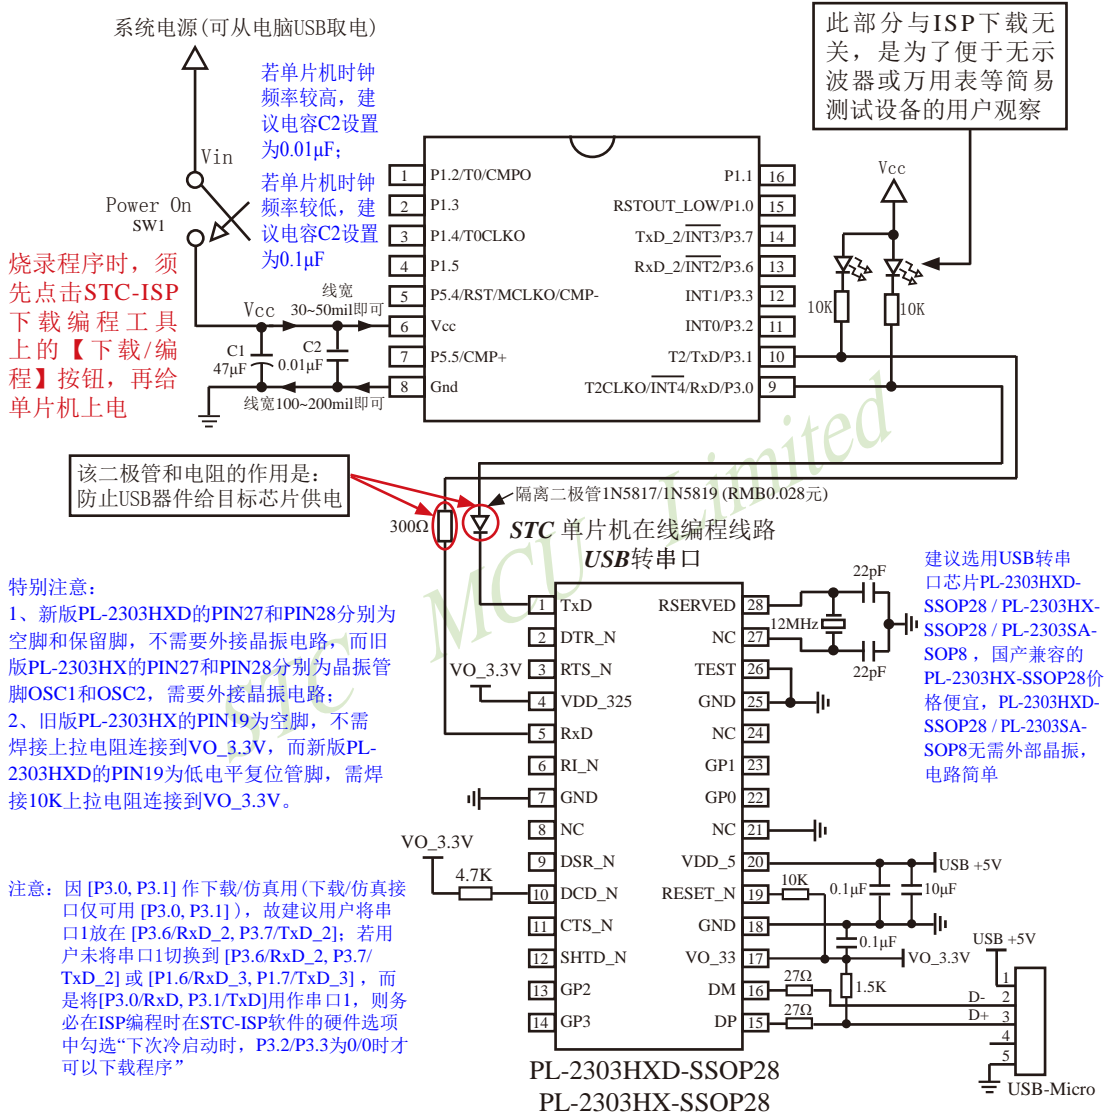 系统电源(可从电脑USB取电)
此部分与ISP下载无
关，是为了便于无示
波器或万用表等简易
测试设备的用户观察
若单片机时钟
频率较高，建
议电容C2设置
为0.01μF；
若单片机时钟
频率较低，建
议电容C2设置
为0.1μF
Vin
Power On
SW1
烧录程序时，须
先点击STC-ISP
下载编程工具
上的【下载/编
程】按钮，再给
单片机上电
Vcc
线宽
30~50mil即可
C1
47μF
C2
0.01μF
线宽100~200mil即可
1 P1.2/T0/CMPO
2 P1.3
3 P1.4/T0CLKO
4 P1.5
5 P5.4/RST/MCLKO/CMP-
6 Vcc
7 P5.5/CMP+
8 Gnd
P1.1 16
RSTOUT_LOW/P1.0 15
TxD_2/INT3/P3.7 14
RxD_2/INT2/P3.6 13
INT1/P3.3 12
INT0/P3.2 11
T2/TxD/P3.1 10
T2CLKO/INT4/RxD/P3.0 9
Vcc
10K
10K
该二极管和电阻的作用是：
防止USB器件给目标芯片供电
300Ω
隔离二极管1N5817/1N5819 (RMB0.028元)
STC 单片机在线编程线路
USB转串口
STC MCU Limited
特别注意：
1、新版PL-2303HXD的PIN27和PIN28分别为
空脚和保留脚，不需要外接晶振电路，而旧
版PL-2303HX的PIN27和PIN28分别为晶振管
脚OSC1和OSC2，需要外接晶振电路；
2、旧版PL-2303HX的PIN19为空脚，不需
焊接上拉电阻连接到VO_3.3V，而新版PL-
2303HXD的PIN19为低电平复位管脚，需焊
接10K上拉电阻连接到VO_3.3V。
建议选用USB转串
口芯片PL-2303HXD-
SSOP28 / PL-2303HX-
SSOP28 / PL-2303SA-
SOP8 ，国产兼容的
PL-2303HX-SSOP28价
格便宜，PL-2303HXD-
SSOP28 / PL-2303SA-
SOP8无需外部晶振，
电路简单
1 TxD
2 DTR_N
3 RTS_N
4 VDD_325
5 RxD
6 RI_N
7 GND
8 NC
9 DSR_N
10 DCD_N
11 CTS_N
12 SHTD_N
13 GP2
14 GP3
RSERVED 28
NC 27
TEST 26
GND 25
NC 24
GP1 23
GP0 22
NC 21
VDD_5 20
RESET_N 19
GND 18
VO_33 17
DM 16
DP 15
VO_3.3V
VO_3.3V
4.7K
22pF
12MHz
22pF
USB +5V
10K
0.1μF
10μF
0.1μF
VO_3.3V
27Ω
27Ω
1.5K
USB +5V
D-
D+
1
2
3
4
5
USB-Micro
注意：因 [P3.0, P3.1] 作下载/仿真用(下载/仿真接
口仅可用 [P3.0, P3.1] )，故建议用户将串
口1放在 [P3.6/RxD_2, P3.7/TxD_2]；若用
户未将串口1切换到 [P3.6/RxD_2, P3.7/
TxD_2] 或 [P1.6/RxD_3, P1.7/TxD_3] ，而
是将[P3.0/RxD, P3.1/TxD]用作串口1，则务
必在ISP编程时在STC-ISP软件的硬件选项
中勾选“下次冷启动时，P3.2/P3.3为0/0时才
可以下载程序”
PL-2303HXD-SSOP28
PL-2303HX-SSOP28